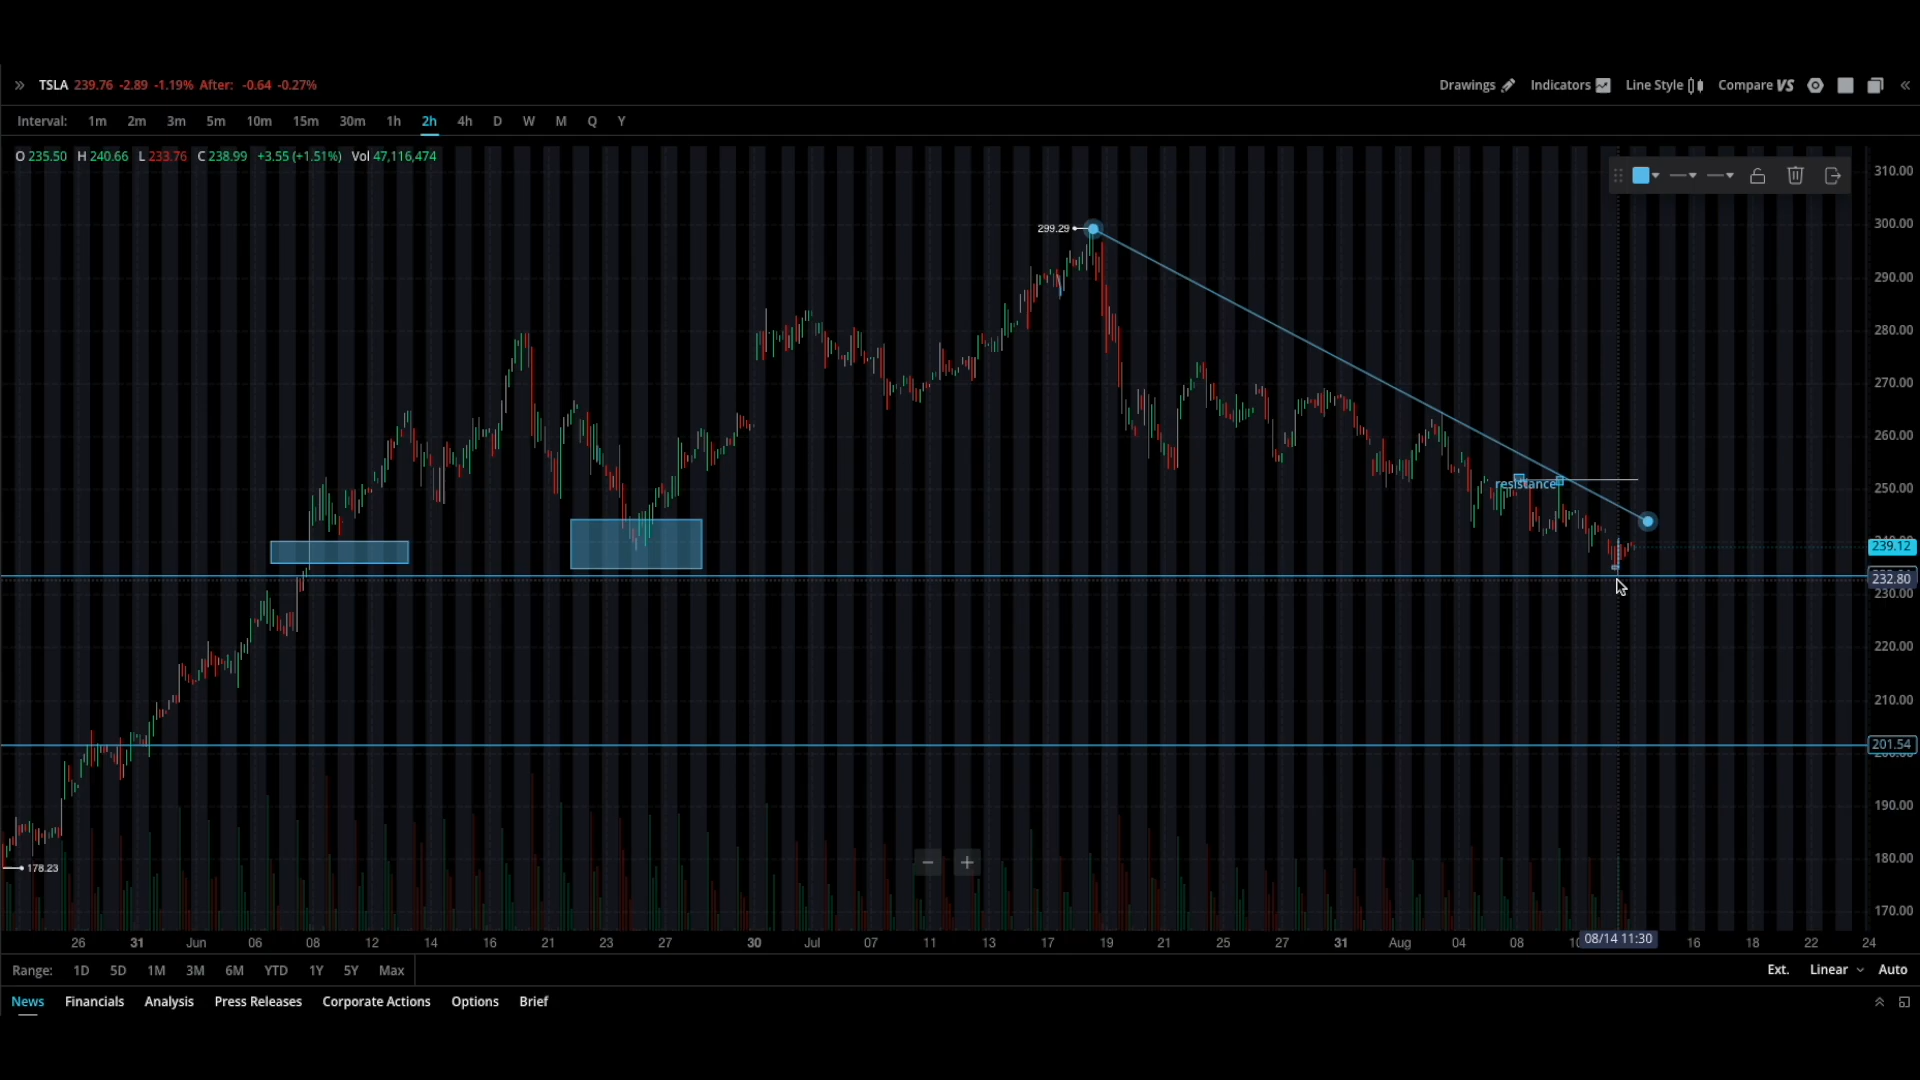 TSLA 239.76 -2.89 -1.19% After: -0.64 -0.27%
Drawings Indicators Line Style Compare VS
Interval: 1m 2m 3m 5m 10m 15m 30m 1h 2h 4h D W M Q Y
O 235.50 H 240.66 L 233.76 C 238.99 +3.55 (+1.51%) Vol 47,116,474
310.00
300.00
299.29
290.00
280.00
270.00
260.00
250.00
resistance
239.12
232.80
230.00
220.00
210.00
201.54
190.00
180.00
178.23
170.00
26 31 Jun 06 08 12 14 16 21 23 27 30 Jul 07 11 13 17 19 21 25 27 31 Aug 04 08 08/14 11:30 16 18 22 24
Range: 1D 5D 1M 3M 6M YTD 1Y 5Y Max
Ext. Linear Auto
News Financials Analysis Press Releases Corporate Actions Options Brief